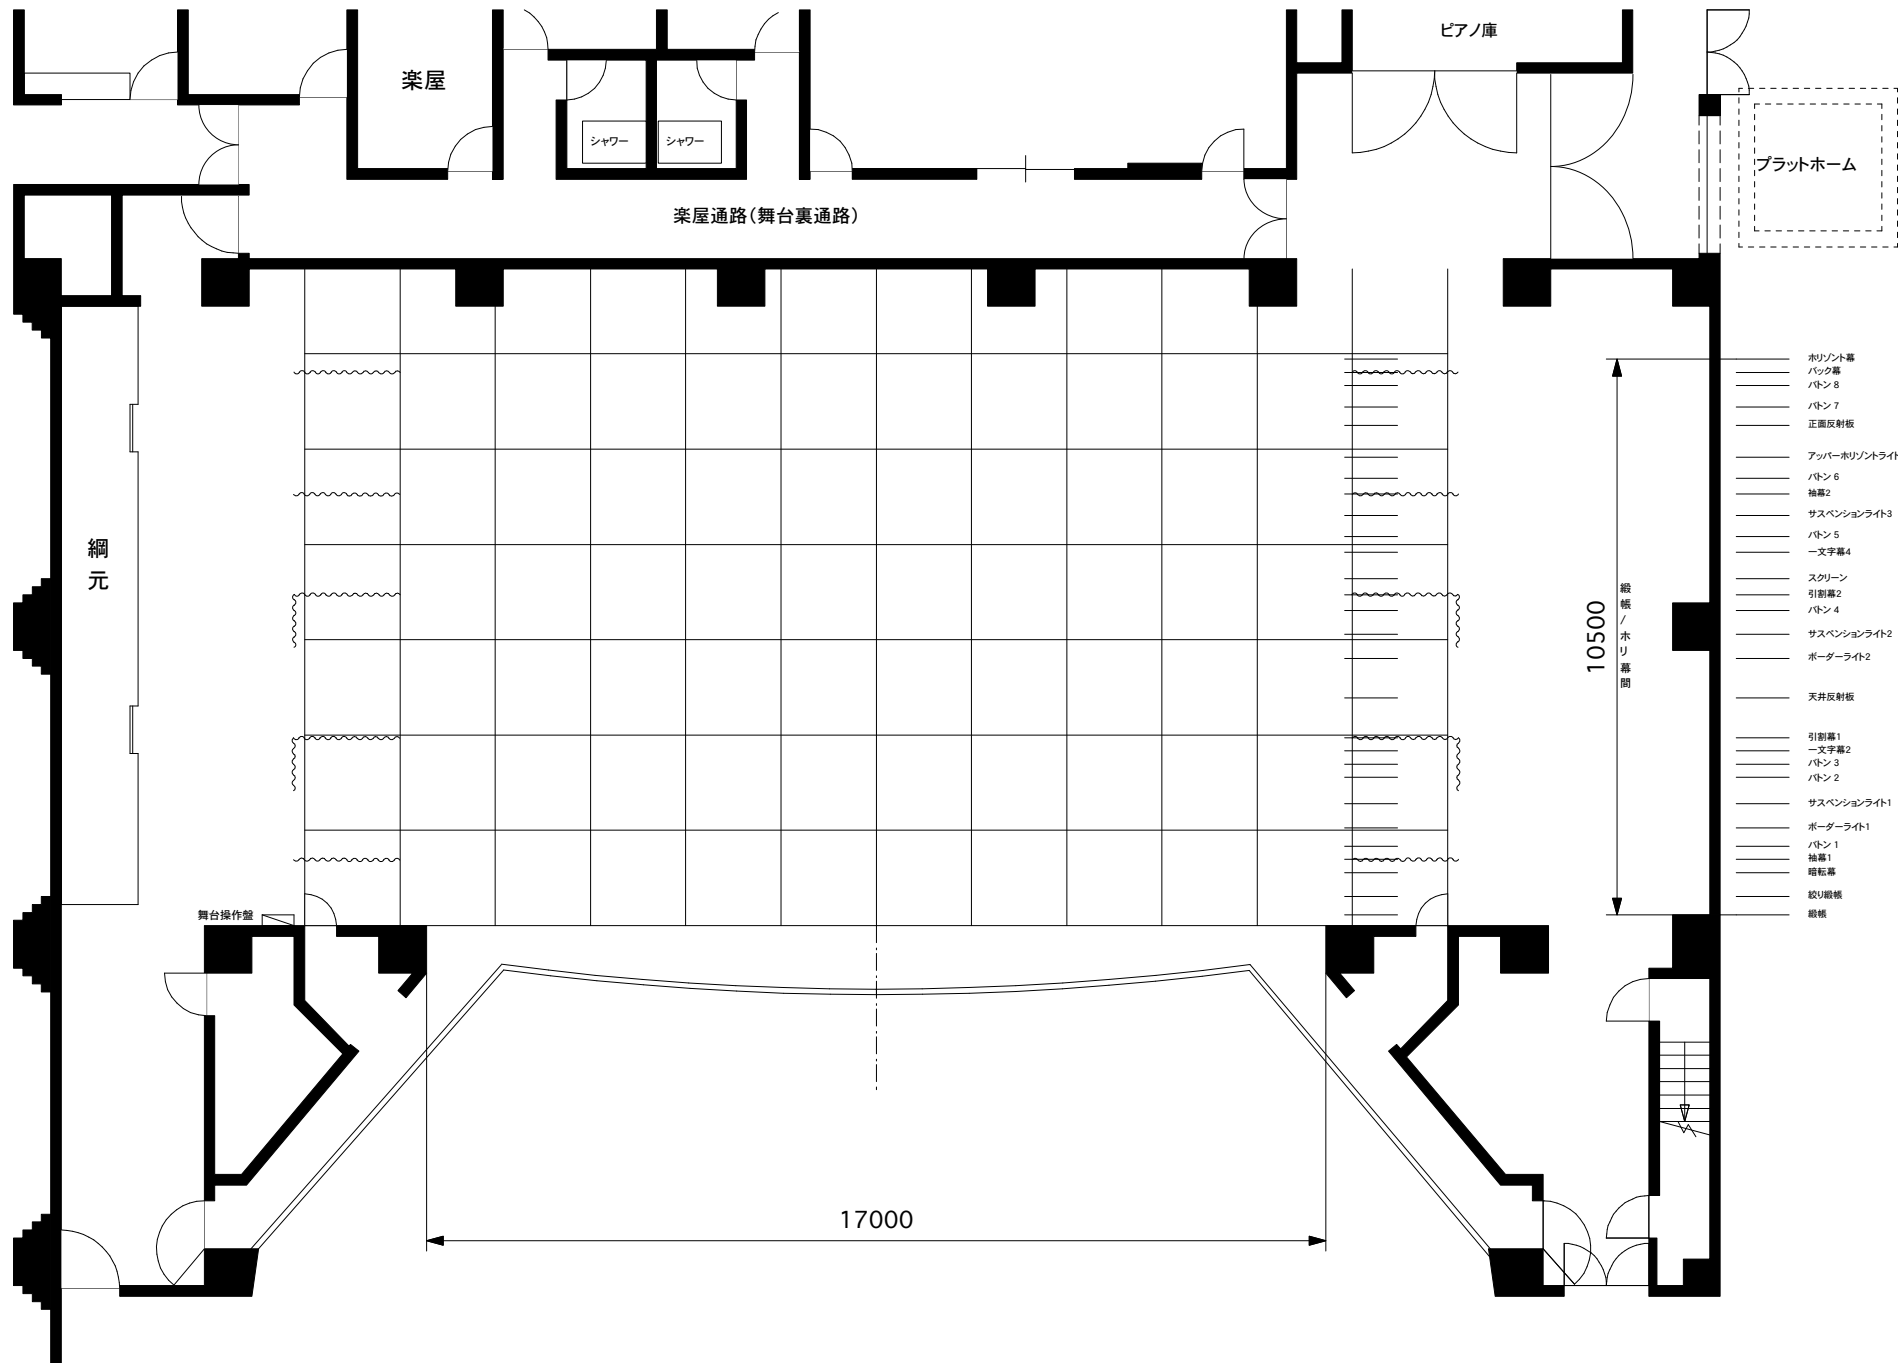 ピアノ庫
楽屋
シャワー
シャワー
プラットホーム
楽屋通路(舞台裏通路)
ホリゾント幕
バック幕
バトン 8
バトン 7
正面反射板
アッパーホリゾントライト
バトン 6
袖幕2
サスペンションライト3
バトン 5
一文字幕4
スクリーン
引割幕2
バトン 4
サスペンションライト2
ボーダーライト2
天井反射板
引割幕1
一文字幕2
バトン 3
バトン 2
サスペンションライト1
ボーダーライト1
バトン 1
袖幕1
暗転幕
絞り緞帳
緞帳
綱元
10500
緞帳/ホリ幕間
舞台操作盤
17000